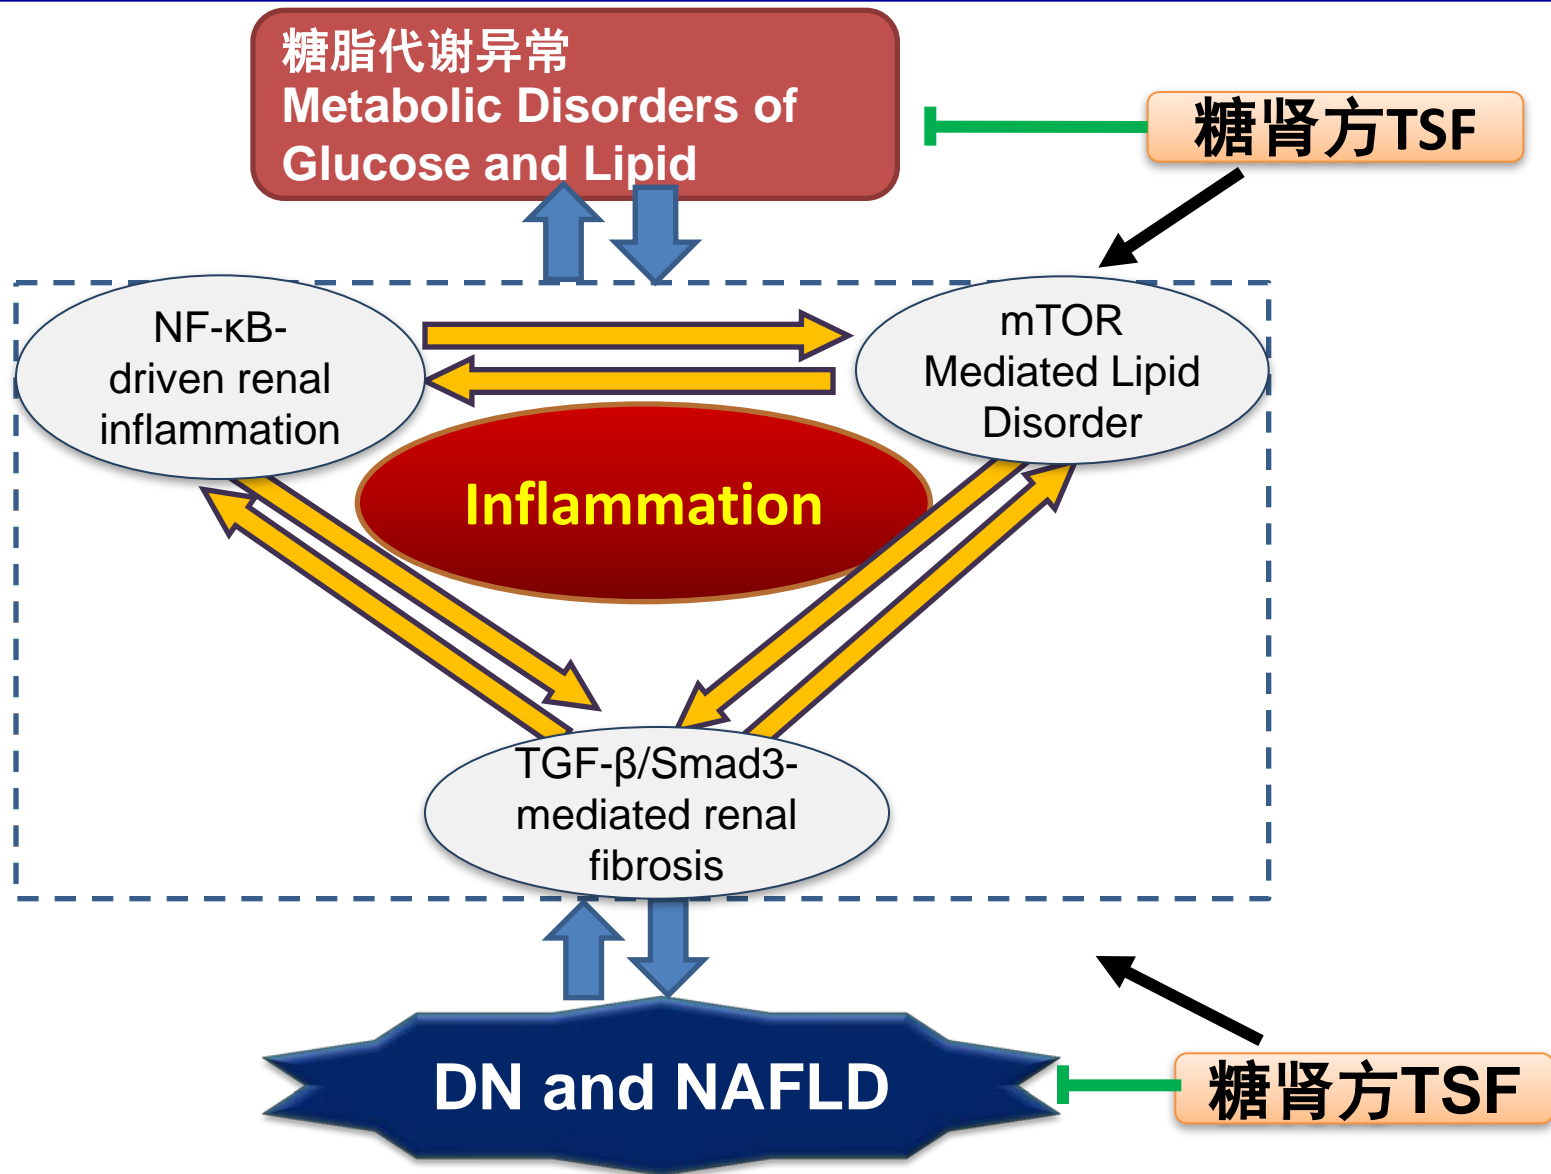 糖脂代谢异常
Metabolic Disorders of
Glucose and Lipid
糖肾方TSF
NF-κB-
driven renal
inflammation
mTOR
Mediated Lipid
Disorder
Inflammation
TGF-β/Smad3-
mediated renal
fibrosis
DN and NAFLD
糖肾方TSF